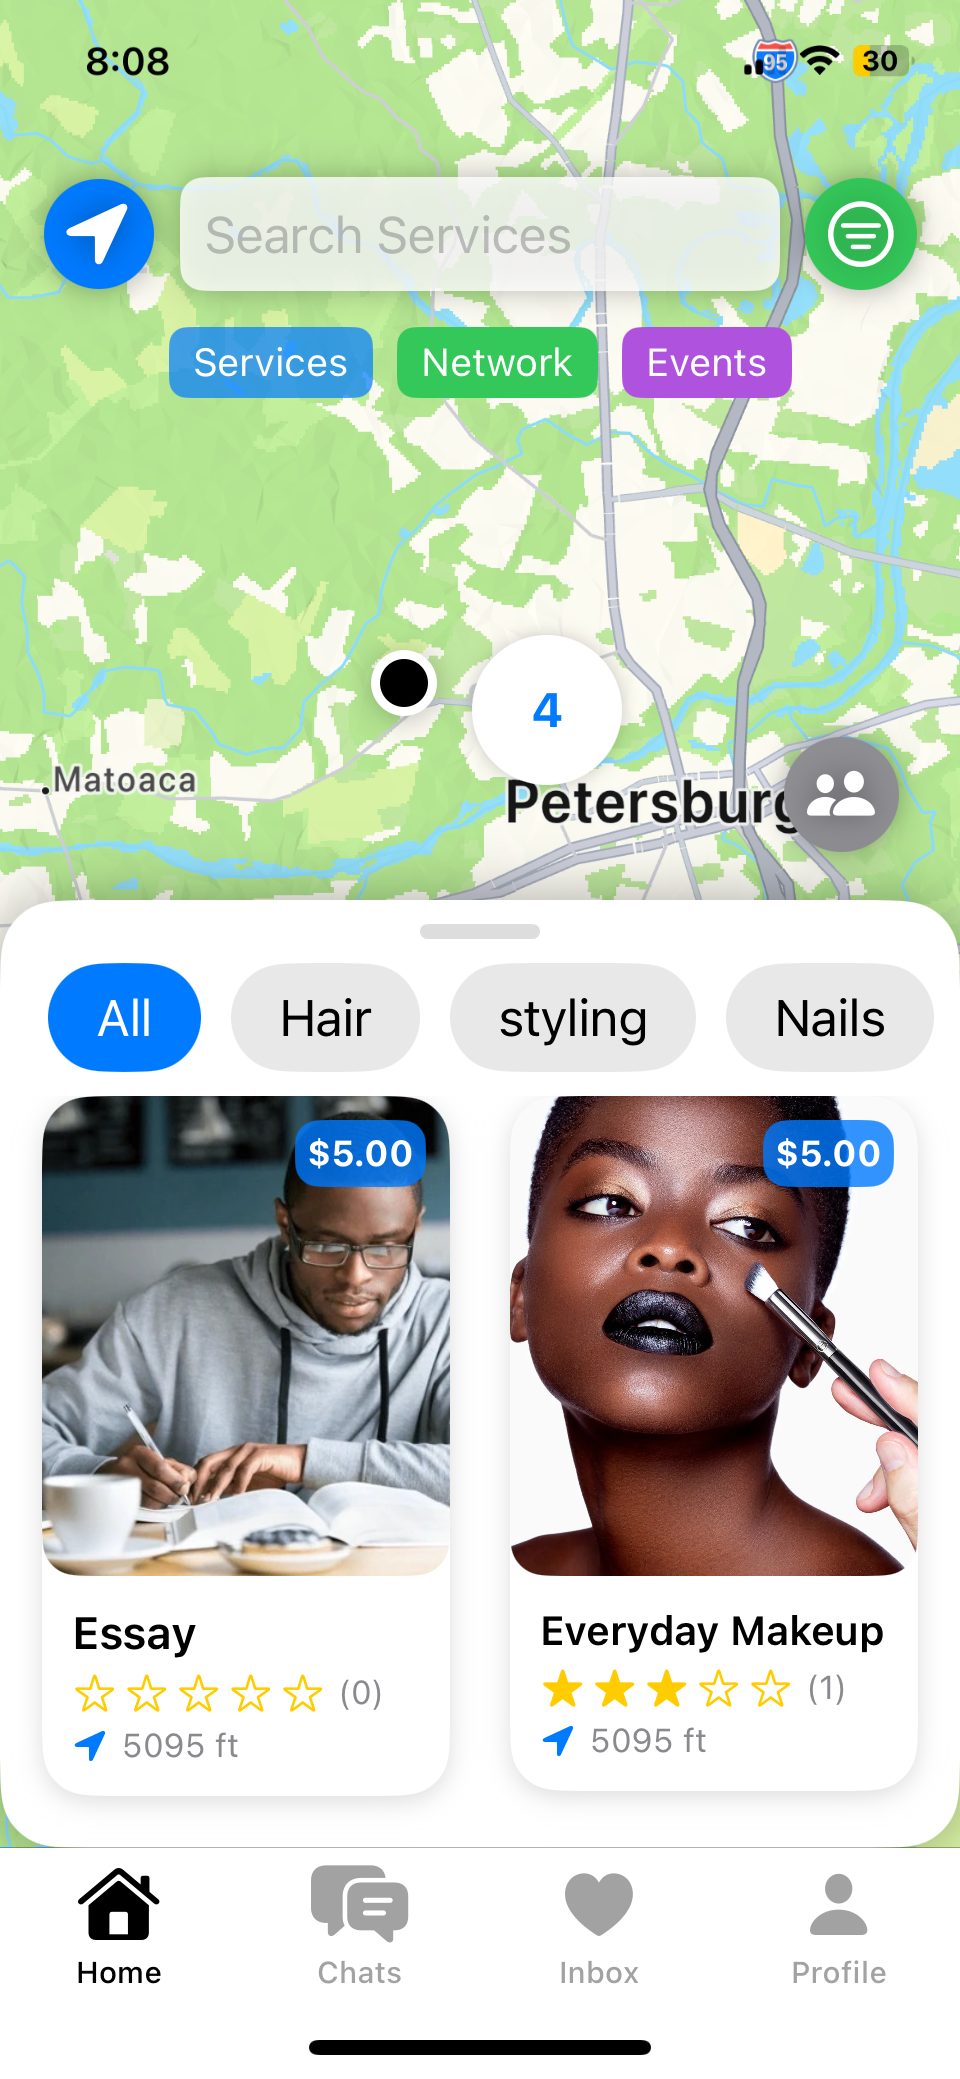 8:08
95
30
Search Services
Services Network Events
4
Matoaca
Petersburg
All Hair styling Nails
$5.00 $5.00
Essay Everyday Makeup
(0) (1)
5095 ft 5095 ft
Home Chats Inbox Profile